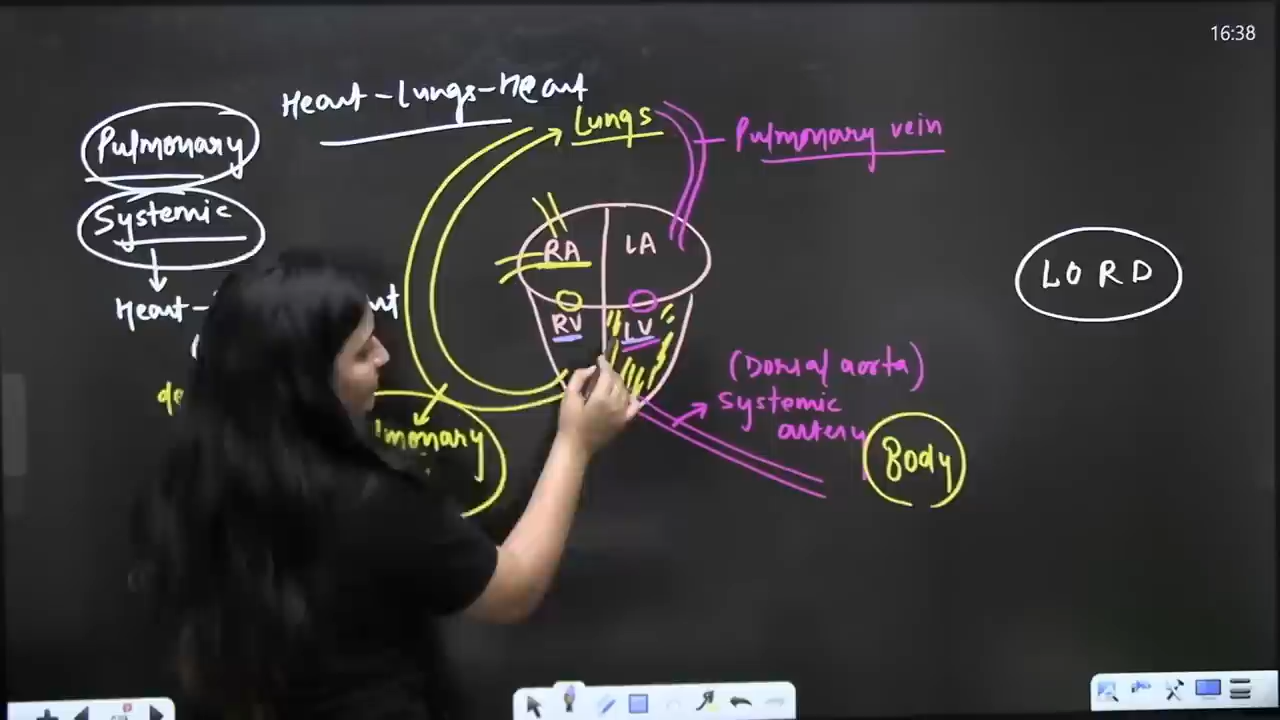 16:38
Heart-Lungs-Heart
Lungs
Pulmonary vein
Pulmonary
Systemic
RA
LA
LORD
Heart-
RV
LV
(Dorsal aorta)
Systemic
artery
Body